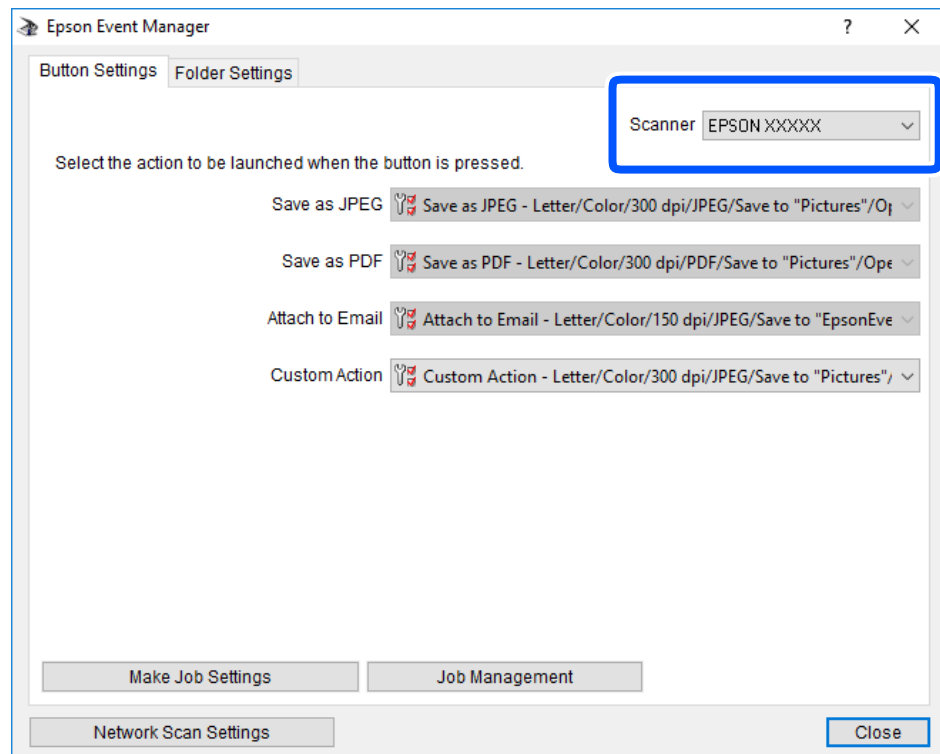 Epson Event Manager
?
Button Settings
Folder Settings
Scanner EPSON XXXXX
Select the action to be launched when the button is pressed.
Save as JPEG Save as JPEG - Letter/Color/300 dpi/JPEG/Save to "Pictures"/Op
Save as PDF Save as PDF - Letter/Color/300 dpi/PDF/Save to "Pictures"/Ope
Attach to Email Attach to Email - Letter/Color/150 dpi/JPEG/Save to "EpsonEve
Custom Action Custom Action - Letter/Color/300 dpi/JPEG/Save to "Pictures"/
Make Job Settings
Job Management
Network Scan Settings
Close